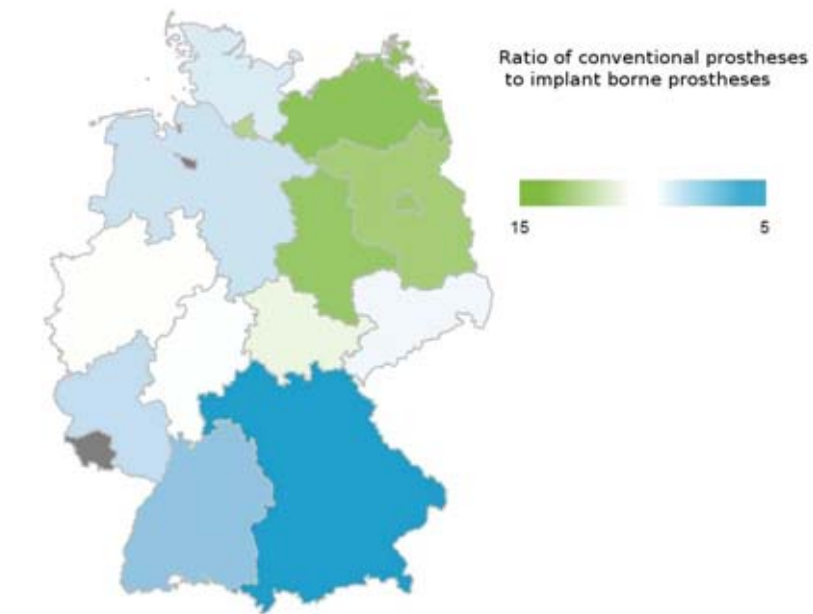 Ratio of conventional prostheses
to implant borne prostheses
15
5